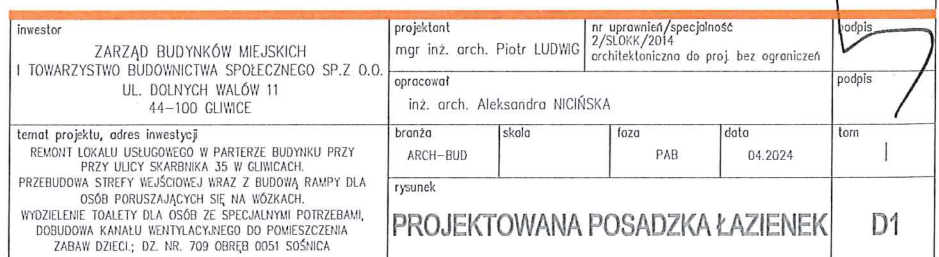 inwestor
ZARZĄD BUDYNKÓW MIEJSKICH
I TOWARZYSTWO BUDOWNICTWA SPOŁECZNEGO SP.Z O.O.
UL. DOLNYCH WAŁÓW 11
44-100 GLIWICE
projektant
mgr inż. arch. Piotr LUDWIG
nr uprawnień/specjalność
2/SLOKK/2014
architektoniczna do proj. bez ograniczeń
podpis
opracował
inż. arch. Aleksandra NICIŃSKA
podpis
temat projektu, adres inwestycji
REMONT LOKALU USŁUGOWEGO W PARTERZE BUDYNKU PRZY
PRZY ULICY SKARBNIKA 35 W GLIWICACH.
PRZEBUDOWA STREFY WEJŚCIOWEJ WRAZ Z BUDOWĄ RAMPY DLA
OSÓB PORUSZAJĄCYCH SIĘ NA WÓZKACH.
WYDZIELENIE TOALETY DLA OSÓB ZE SPECJALNYMI POTRZEBAMI,
DOBUDOWA KANAŁU WENTYLACYJNEGO DO POMIESZCZENIA
ZABAW DZIECI.; DZ. NR. 709 OBRĘB 0051 SOŚNICA
branża
ARCH-BUD
skala
faza
PAB
data
04.2024
tom
I
rysunek
PROJEKTOWANA POSADZKA ŁAZIENEK
D1